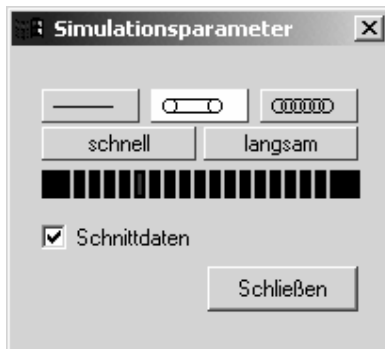 Simulationsparameter
schnell langsam
Schnittdaten
Schließen